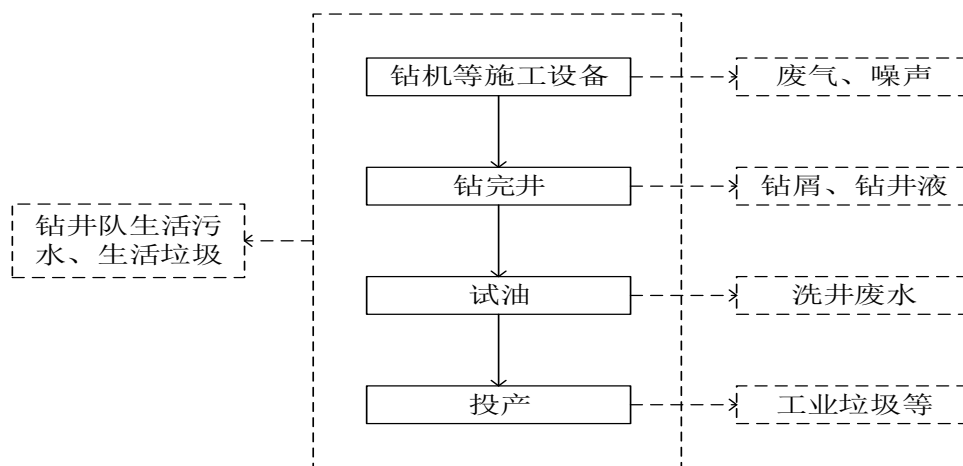 钻机等施工设备
废气、噪声
钻完井
钻屑、钻井液
钻井队生活污
水、生活垃圾
试油
洗井废水
投产
工业垃圾等